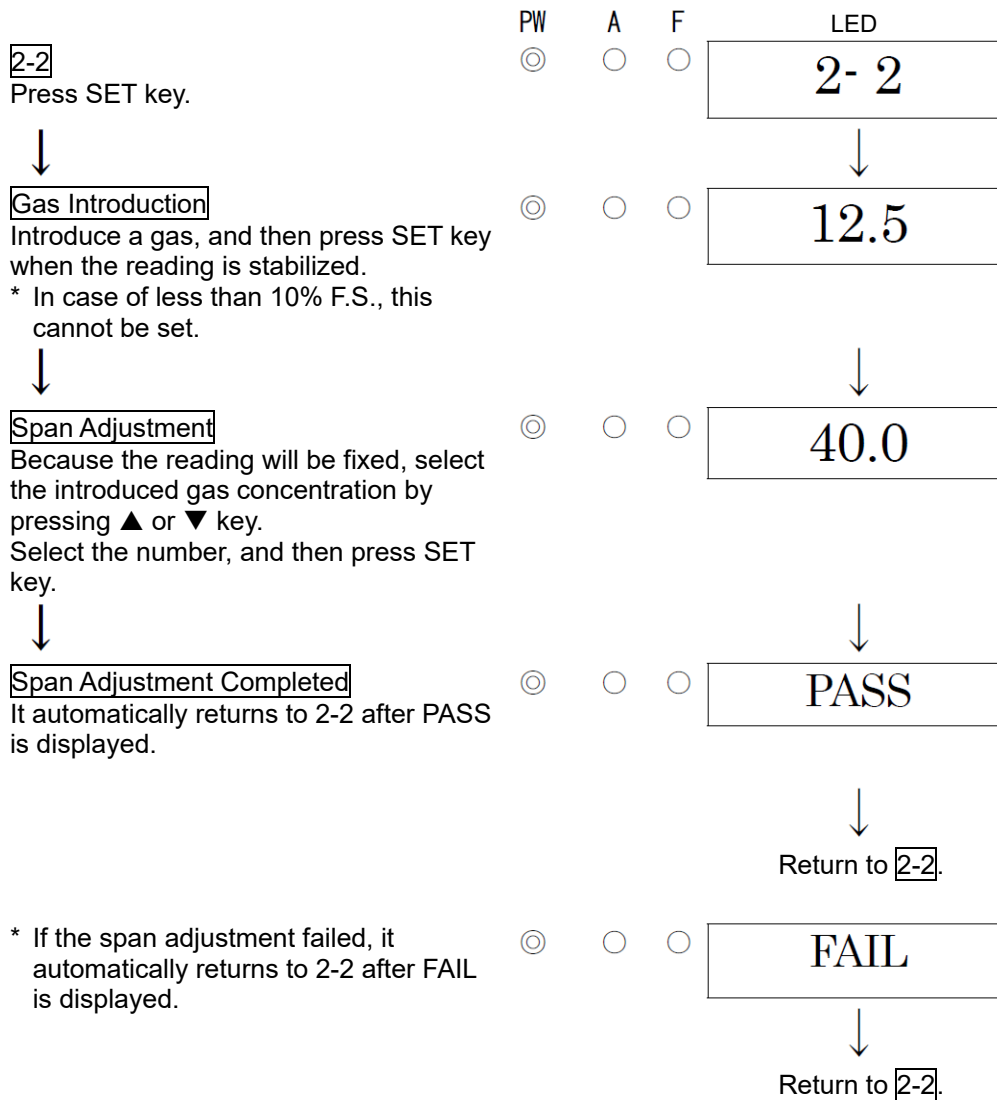 PW A F LED
2-2
Press SET key.
◎ ○ ○ 2- 2
↓ ↓
Gas Introduction
Introduce a gas, and then press SET key
when the reading is stabilized.
* In case of less than 10% F.S., this
cannot be set.
◎ ○ ○ 12.5
↓ ↓
Span Adjustment
Because the reading will be fixed, select
the introduced gas concentration by
pressing ▲ or ▼ key.
Select the number, and then press SET
key.
◎ ○ ○ 40.0
↓ ↓
Span Adjustment Completed
It automatically returns to 2-2 after PASS
is displayed.
◎ ○ ○ PASS
↓
Return to 2-2.
* If the span adjustment failed, it
automatically returns to 2-2 after FAIL
is displayed.
◎ ○ ○ FAIL
↓
Return to 2-2.